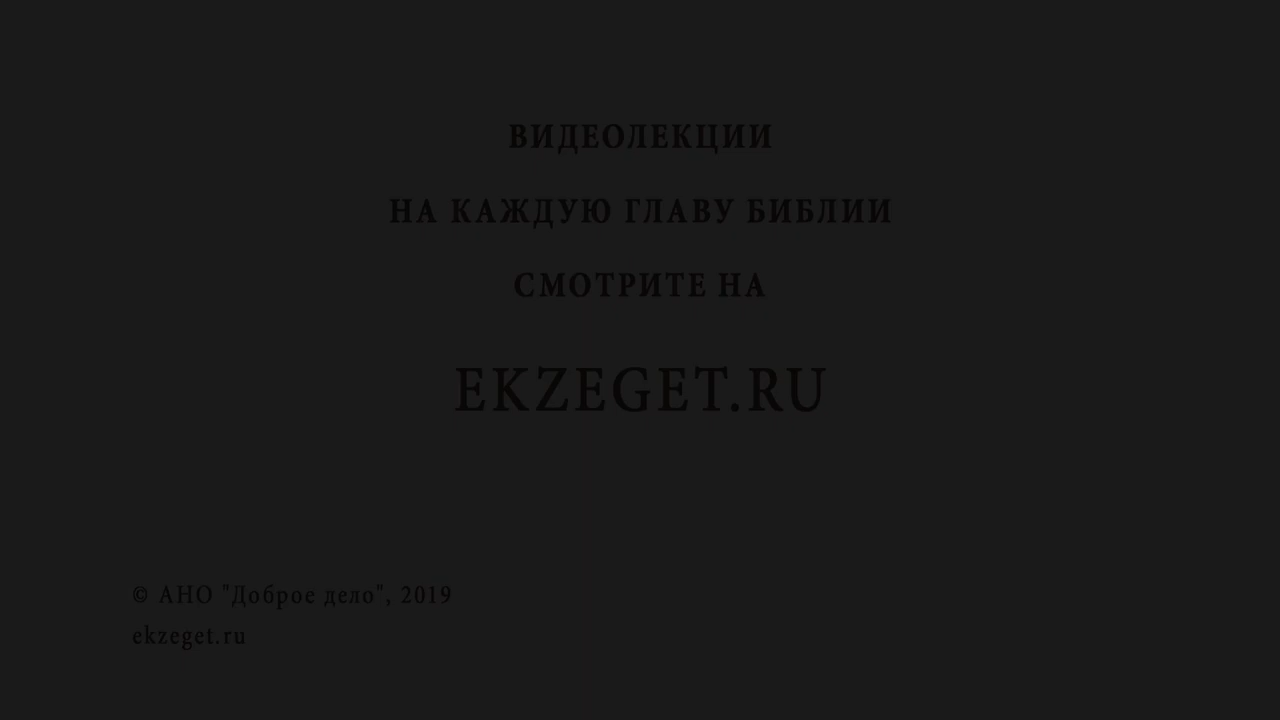 ВИДЕОЛЕКЦИИ
НА КАЖДУЮ ГЛАВУ БИБЛИИ
СМОТРИТЕ НА
EKZEGET.RU
© АНО "Доброе дело", 2019
ekzeget.ru